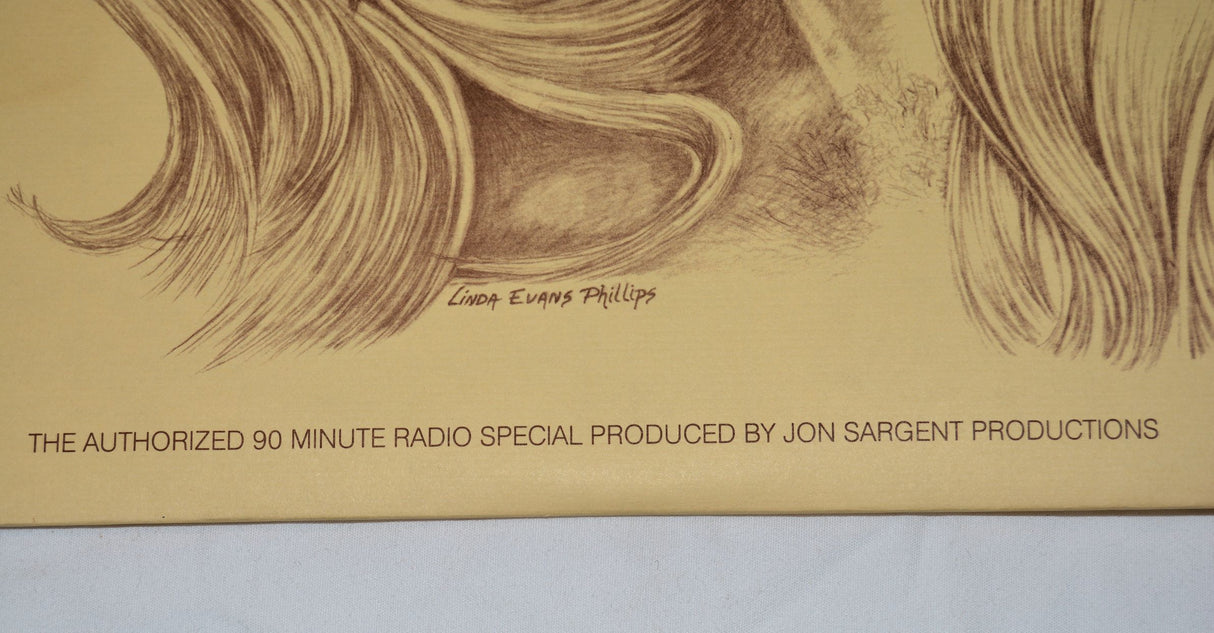 LINDA EVANS Phillips
THE AUTHORIZED 90 MINUTE RADIO SPECIAL PRODUCED BY JON SARGENT PRODUCTIONS